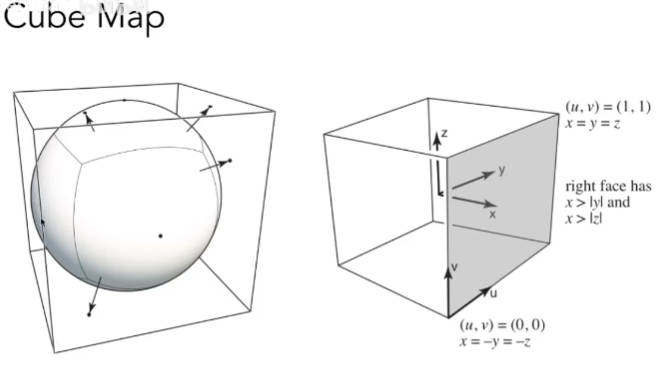 Cube Map
(u, v) = (1, 1)
x = y = z
z
y
x
right face has
x > |y| and
x > |z|
v
u
(u, v) = (0, 0)
x = –y = –z